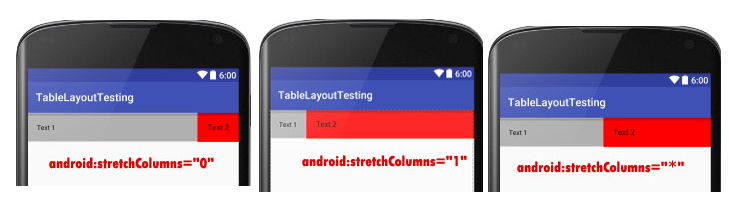 6:00
TableLayoutTesting
Text 1 Text 2
android:stretchColumns="0"
6:00
TableLayoutTesting
Text 1 Text 2
android:stretchColumns="1"
6:00
TableLayoutTesting
Text 1 Text 2
android:stretchColumns="*"